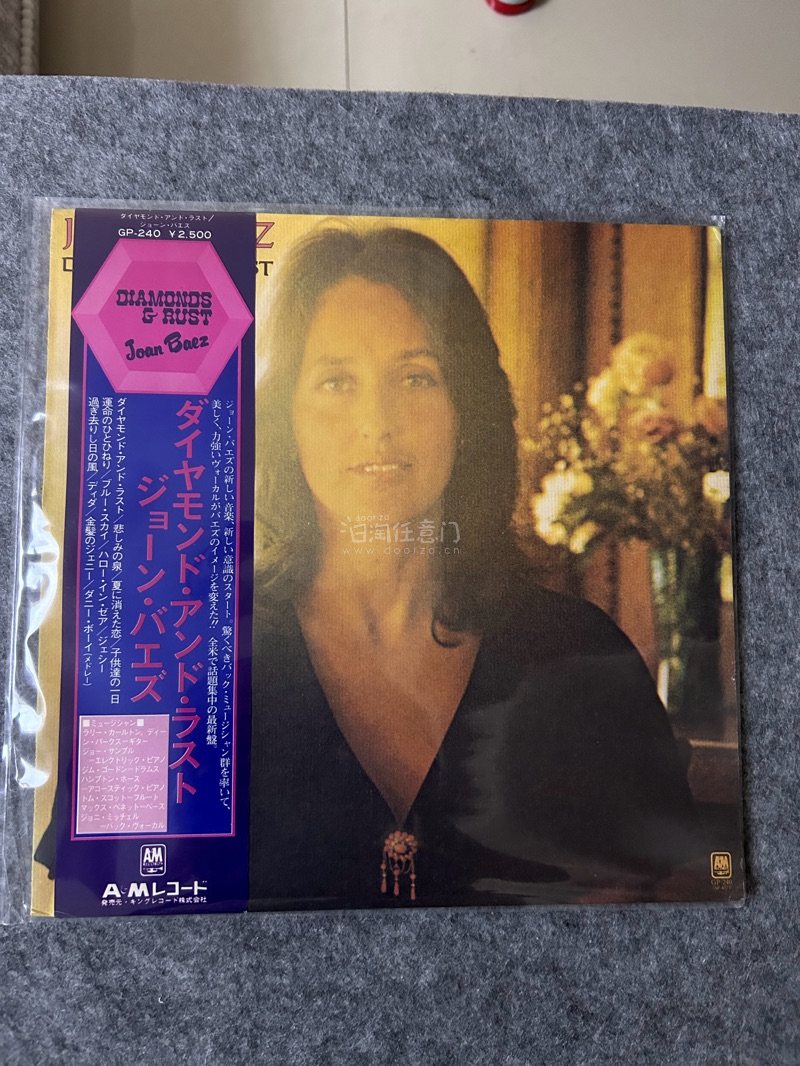 ダイヤモンド・アンド・ラスト/
ジョーン・バエズ
GP-240 ¥2,500
DIAMONDS
& RUST
Joan Baez
ジョーン・バエズの新しい音楽、新しい意識のスタート。驚くべきバック・ミュージシャン群を率いて、
美しく、力強いヴォーカルがバエズのイメージを変えた!! 全米で話題集中の最新盤。
ダイヤモンド・アンド・ラスト
ジョーン・バエズ
ダイヤモンド・アンド・ラスト/悲しみの泉/夏に消えた恋/子供達の一日
運命のひとひねり/ブルー・スカイ/ハロー・イン・ゼア/ジェシー
過ぎ去りし日の風/ディダ/金髪のジェニー/ダニー・ボーイ(メドレー)
■ミュージシャン■
ラリー・カールトン、ディー
ン・パークス─ギター
ジョー・サンプル
─エレクトリック・ピアノ
ジム・ゴードン─ドラムス
ハンプトン・ホース
─アコースティック・ピアノ
トム・スコット─フルート
マックス・ベネット─ベース
ジョニ・ミッチェル
─バック・ヴォーカル
A&M
A&Mレコード
発売元・キングレコード株式会社
J
Z
D
ST
doorzo
日淘任意门
www.doorzo.cn
A&M
GP-240